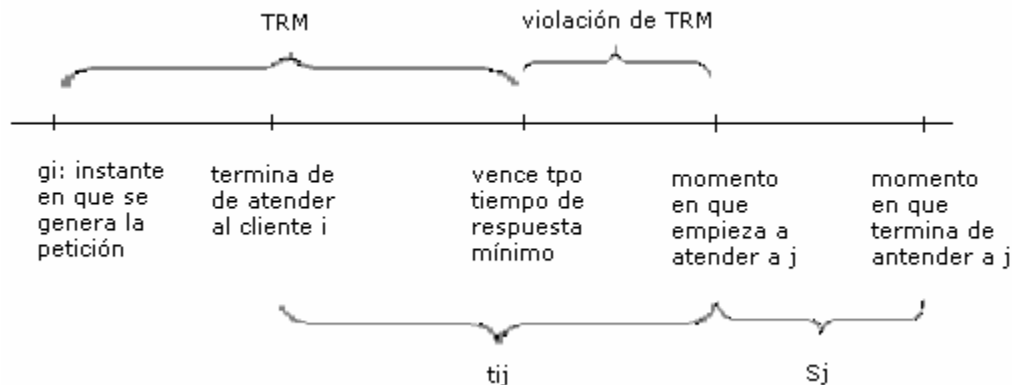 TRM
violación de TRM
gi: instante
en que se
genera la
petición
termina de
de atender
al cliente i
vence tpo
tiempo de
respuesta
mínimo
momento
en que
empieza a
atender a j
momento
en que
termina de
antender a j
tij
Sj